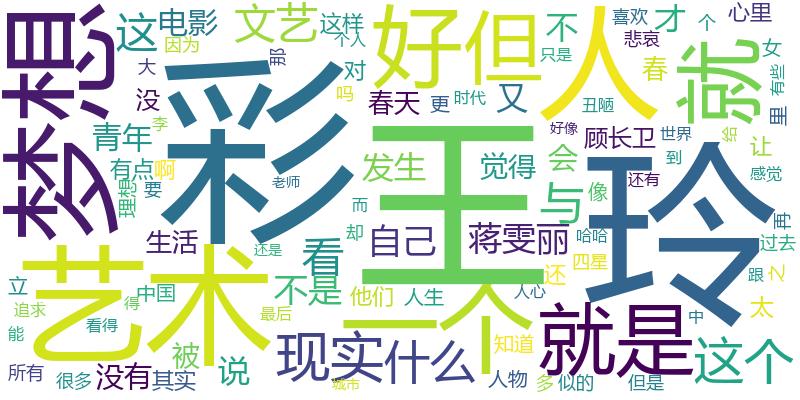 梦想
这
电影
因为
文艺
这样
个人
那
好
但
人
不
喜欢
悲哀
才
个
心里
就
女
有些
里
大
没
对
吗
春天
更
时代
又
丑陋
春
彩
王
玲
青年
李
有点
啊
理想
要
发生
觉得
会
好像
顾长卫
世界
到
给
让
感觉
老师
还有
与
像
而
却
自己
蒋雯丽
哈哈
四星
还
再
过去
之
跟
太
生活
看
还是
艺术
立
追求
能
中国
得
看得
不是
他们
人生
一个
人心
最后
被
说
现实
什么
知道
就是
中
这个
所有
很多
没有
其实
城市
人物
多
似的
但是
只是